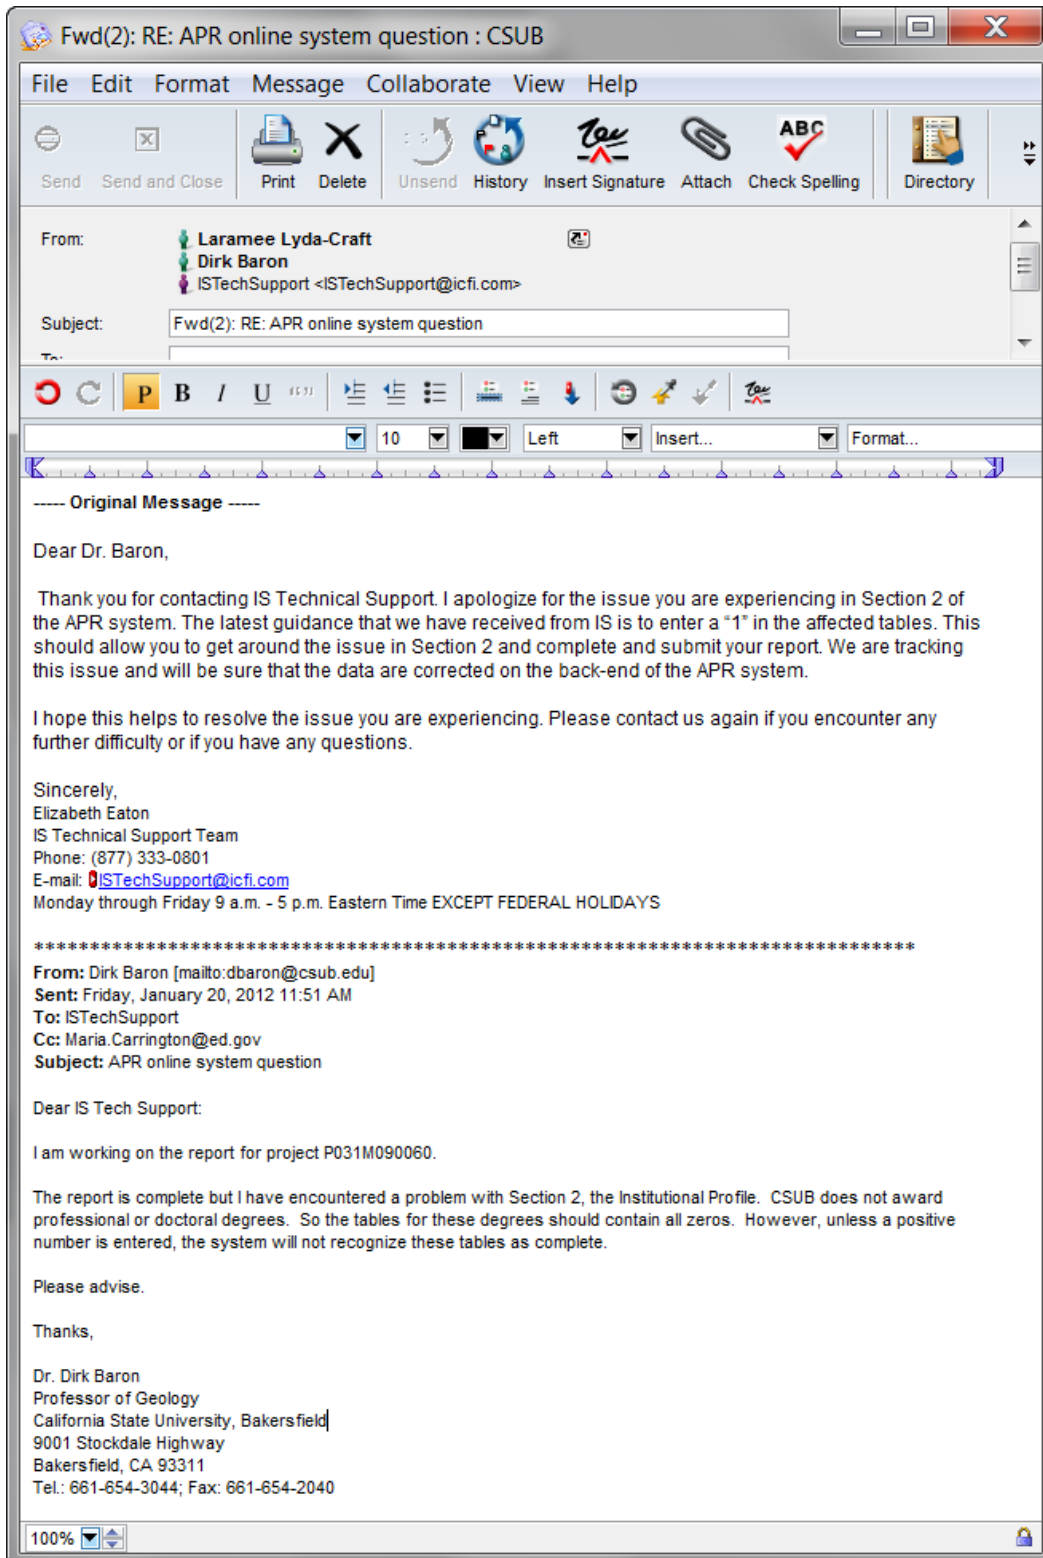 Fwd(2): RE: APR online system question : CSUB
File Edit Format Message Collaborate View Help
ABC
Send Send and Close Print Delete Unsend History Insert Signature Attach Check Spelling Directory
From: Laramee Lyda-Craft
Dirk Baron
ISTechSupport <ISTechSupport@icfi.com>
Subject: Fwd(2): RE: APR online system question
To:
P B I U
10 Left Insert... Format...
----- Original Message -----
Dear Dr. Baron,
Thank you for contacting IS Technical Support. I apologize for the issue you are experiencing in Section 2 of
the APR system. The latest guidance that we have received from IS is to enter a “1” in the affected tables. This
should allow you to get around the issue in Section 2 and complete and submit your report. We are tracking
this issue and will be sure that the data are corrected on the back-end of the APR system.
I hope this helps to resolve the issue you are experiencing. Please contact us again if you encounter any
further difficulty or if you have any questions.
Sincerely,
Elizabeth Eaton
IS Technical Support Team
Phone: (877) 333-0801
E-mail: ISTechSupport@icfi.com
Monday through Friday 9 a.m. - 5 p.m. Eastern Time EXCEPT FEDERAL HOLIDAYS
********************************************************************************
From: Dirk Baron [mailto:dbaron@csub.edu]
Sent: Friday, January 20, 2012 11:51 AM
To: ISTechSupport
Cc: Maria.Carrington@ed.gov
Subject: APR online system question
Dear IS Tech Support:
I am working on the report for project P031M090060.
The report is complete but I have encountered a problem with Section 2, the Institutional Profile. CSUB does not award
professional or doctoral degrees. So the tables for these degrees should contain all zeros. However, unless a positive
number is entered, the system will not recognize these tables as complete.
Please advise.
Thanks,
Dr. Dirk Baron
Professor of Geology
California State University, Bakersfield
9001 Stockdale Highway
Bakersfield, CA 93311
Tel.: 661-654-3044; Fax: 661-654-2040
100%